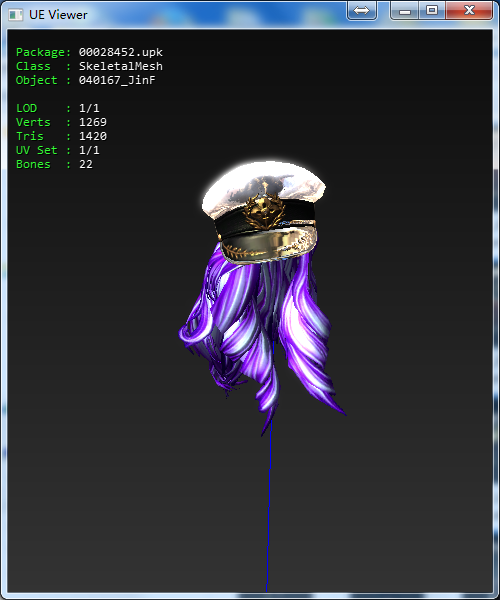 UE Viewer
Package: 00028452.upk
Class : SkeletalMesh
Object : 040167_JinF
LOD : 1/1
Verts : 1269
Tris : 1420
UV Set : 1/1
Bones : 22